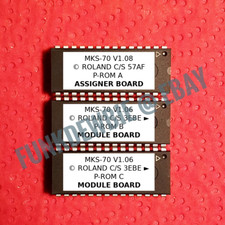 MKS-70 V1.08
© ROLAND C/S 57AF
P-ROM A
ASSIGNER BOARD
MKS-70 V1.06
© ROLAND C/S 3EBE ►
P-ROM B
MODULE BOARD
MKS-70 V1.06
© ROLAND C/S 3EBE ►
P-ROM C
MODULE BOARD